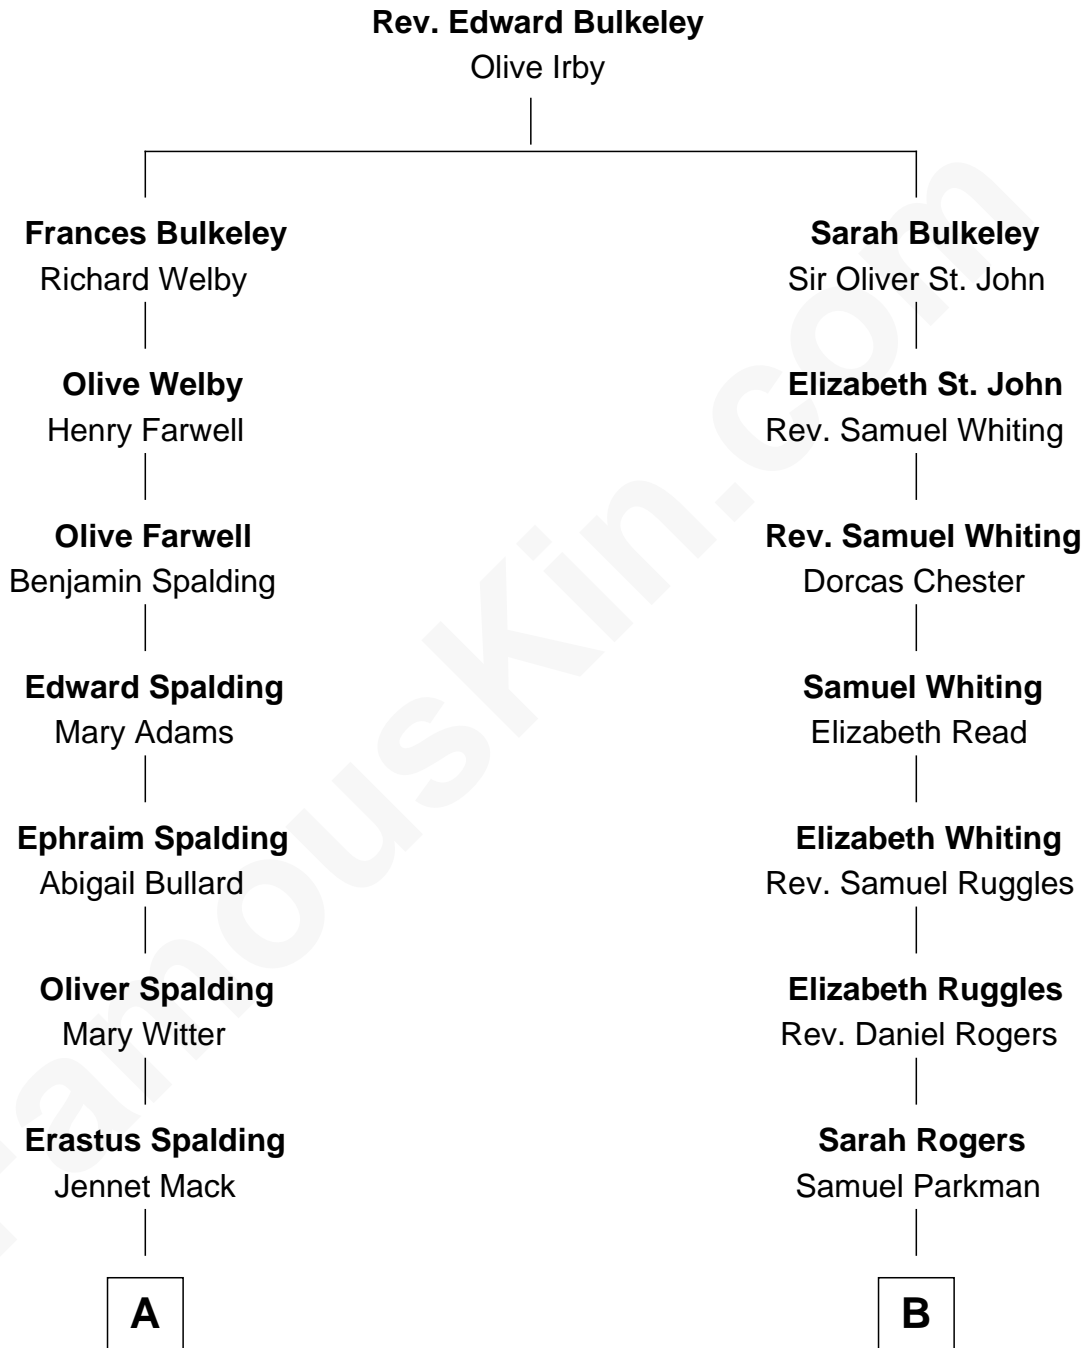 Rev. Edward Bulkeley
Olive Irby
Frances Bulkeley
Richard Welby
Olive Welby
Henry Farwell
Olive Farwell
Benjamin Spalding
Edward Spalding
Mary Adams
Ephraim Spalding
Abigail Bullard
Oliver Spalding
Mary Witter
Erastus Spalding
Jennet Mack
A
Sarah Bulkeley
Sir Oliver St. John
Elizabeth St. John
Rev. Samuel Whiting
Rev. Samuel Whiting
Dorcas Chester
Samuel Whiting
Elizabeth Read
Elizabeth Whiting
Rev. Samuel Ruggles
Elizabeth Ruggles
Rev. Daniel Rogers
Sarah Rogers
Samuel Parkman
B
FamousKin.com